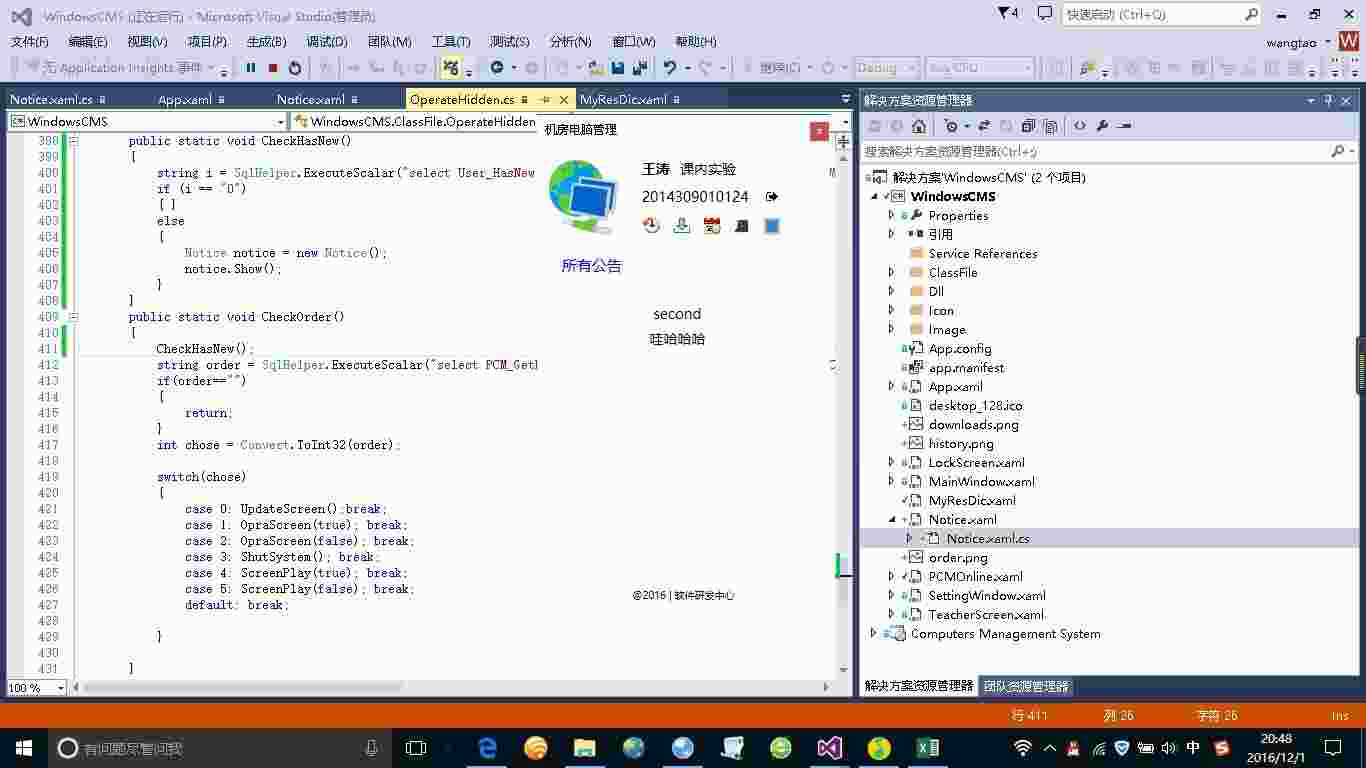 WindowsCMS (正在运行) - Microsoft Visual Studio(管理员)
4
快速启动 (Ctrl+Q)
文件(F) 编辑(E) 视图(V) 项目(P) 生成(B) 调试(D) 团队(M) 工具(T) 测试(S) 分析(N) 窗口(W) 帮助(H)
wangtao
W
无 Application Insights 事件
继续(C)
Debug
Any CPU
Notice.xaml.cs
App.xaml
Notice.xaml
OperateHidden.cs
MyResDic.xaml
WindowsCMS
WindowsCMS.ClassFile.OperateHidden
398 public static void CheckHasNew()
399 {
400 string i = SqlHelper.ExecuteScalar("select User_HasNew
401 if (i == "0")
402 { }
403 else
404 {
405 Notice notice = new Notice();
406 notice.Show();
407 }
408 }
409 public static void CheckOrder()
410 {
411 CheckHasNew();
412 string order = SqlHelper.ExecuteScalar("select PCM_Get
413 if(order=="")
414 {
415 return;
416 }
417 int chose = Convert.ToInt32(order);
418
419 switch(chose)
420 {
421 case 0: UpdateScreen();break;
422 case 1: OpraScreen(true); break;
423 case 2: OpraScreen(false); break;
424 case 3: ShutSystem(); break;
425 case 4: ScreenPlay(true); break;
426 case 5: ScreenPlay(false); break;
427 default: break;
428
429 }
430
431 }
100 %
机房电脑管理
王涛 课内实验
2014309010124
所有公告
second
哇哈哈哈
@2016 | 软件研发中心
解决方案资源管理器
搜索解决方案资源管理器(Ctrl+;)
解决方案'WindowsCMS' (2 个项目)
WindowsCMS
Properties
引用
Service References
ClassFile
Dll
Icon
Image
App.config
app.manifest
App.xaml
desktop_128.ico
downloads.png
history.png
LockScreen.xaml
MainWindow.xaml
MyResDic.xaml
Notice.xaml
Notice.xaml.cs
order.png
PCMOnline.xaml
SettingWindow.xaml
TeacherScreen.xaml
Computers Management System
解决方案资源管理器
团队资源管理器
行 411 列 26 字符 26 Ins
有问题尽管问我
中
20:48
2016/12/1